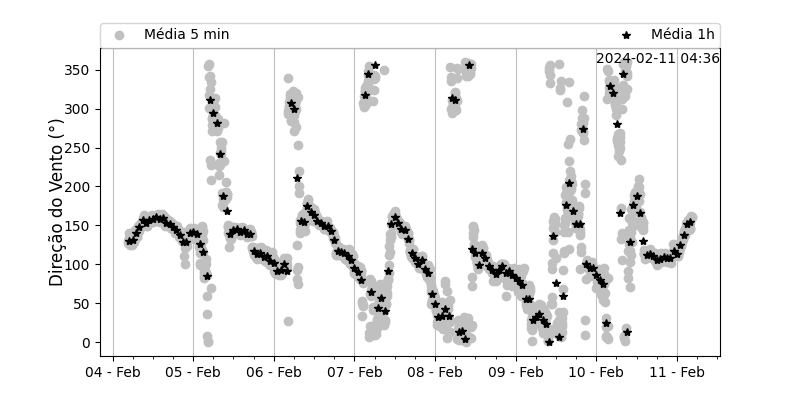 Média 5 min
Média 1h
2024-02-11 04:36
Direção do Vento (°)
350
300
250
200
150
100
50
0
04 - Feb
05 - Feb
06 - Feb
07 - Feb
08 - Feb
09 - Feb
10 - Feb
11 - Feb